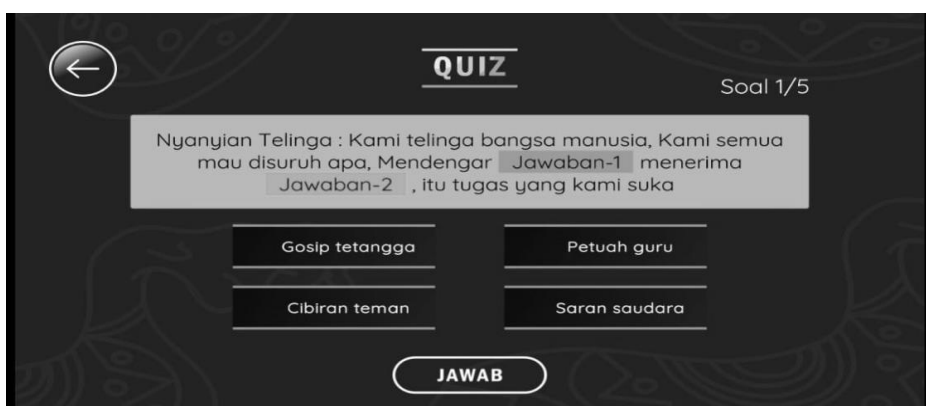 QUIZ
Soal 1/5
Nyanyian Telinga : Kami telinga bangsa manusia, Kami semua
mau disuruh apa, Mendengar Jawaban-1 menerima
Jawaban-2 , itu tugas yang kami suka
Gosip tetangga
Petuah guru
Cibiran teman
Saran saudara
JAWAB